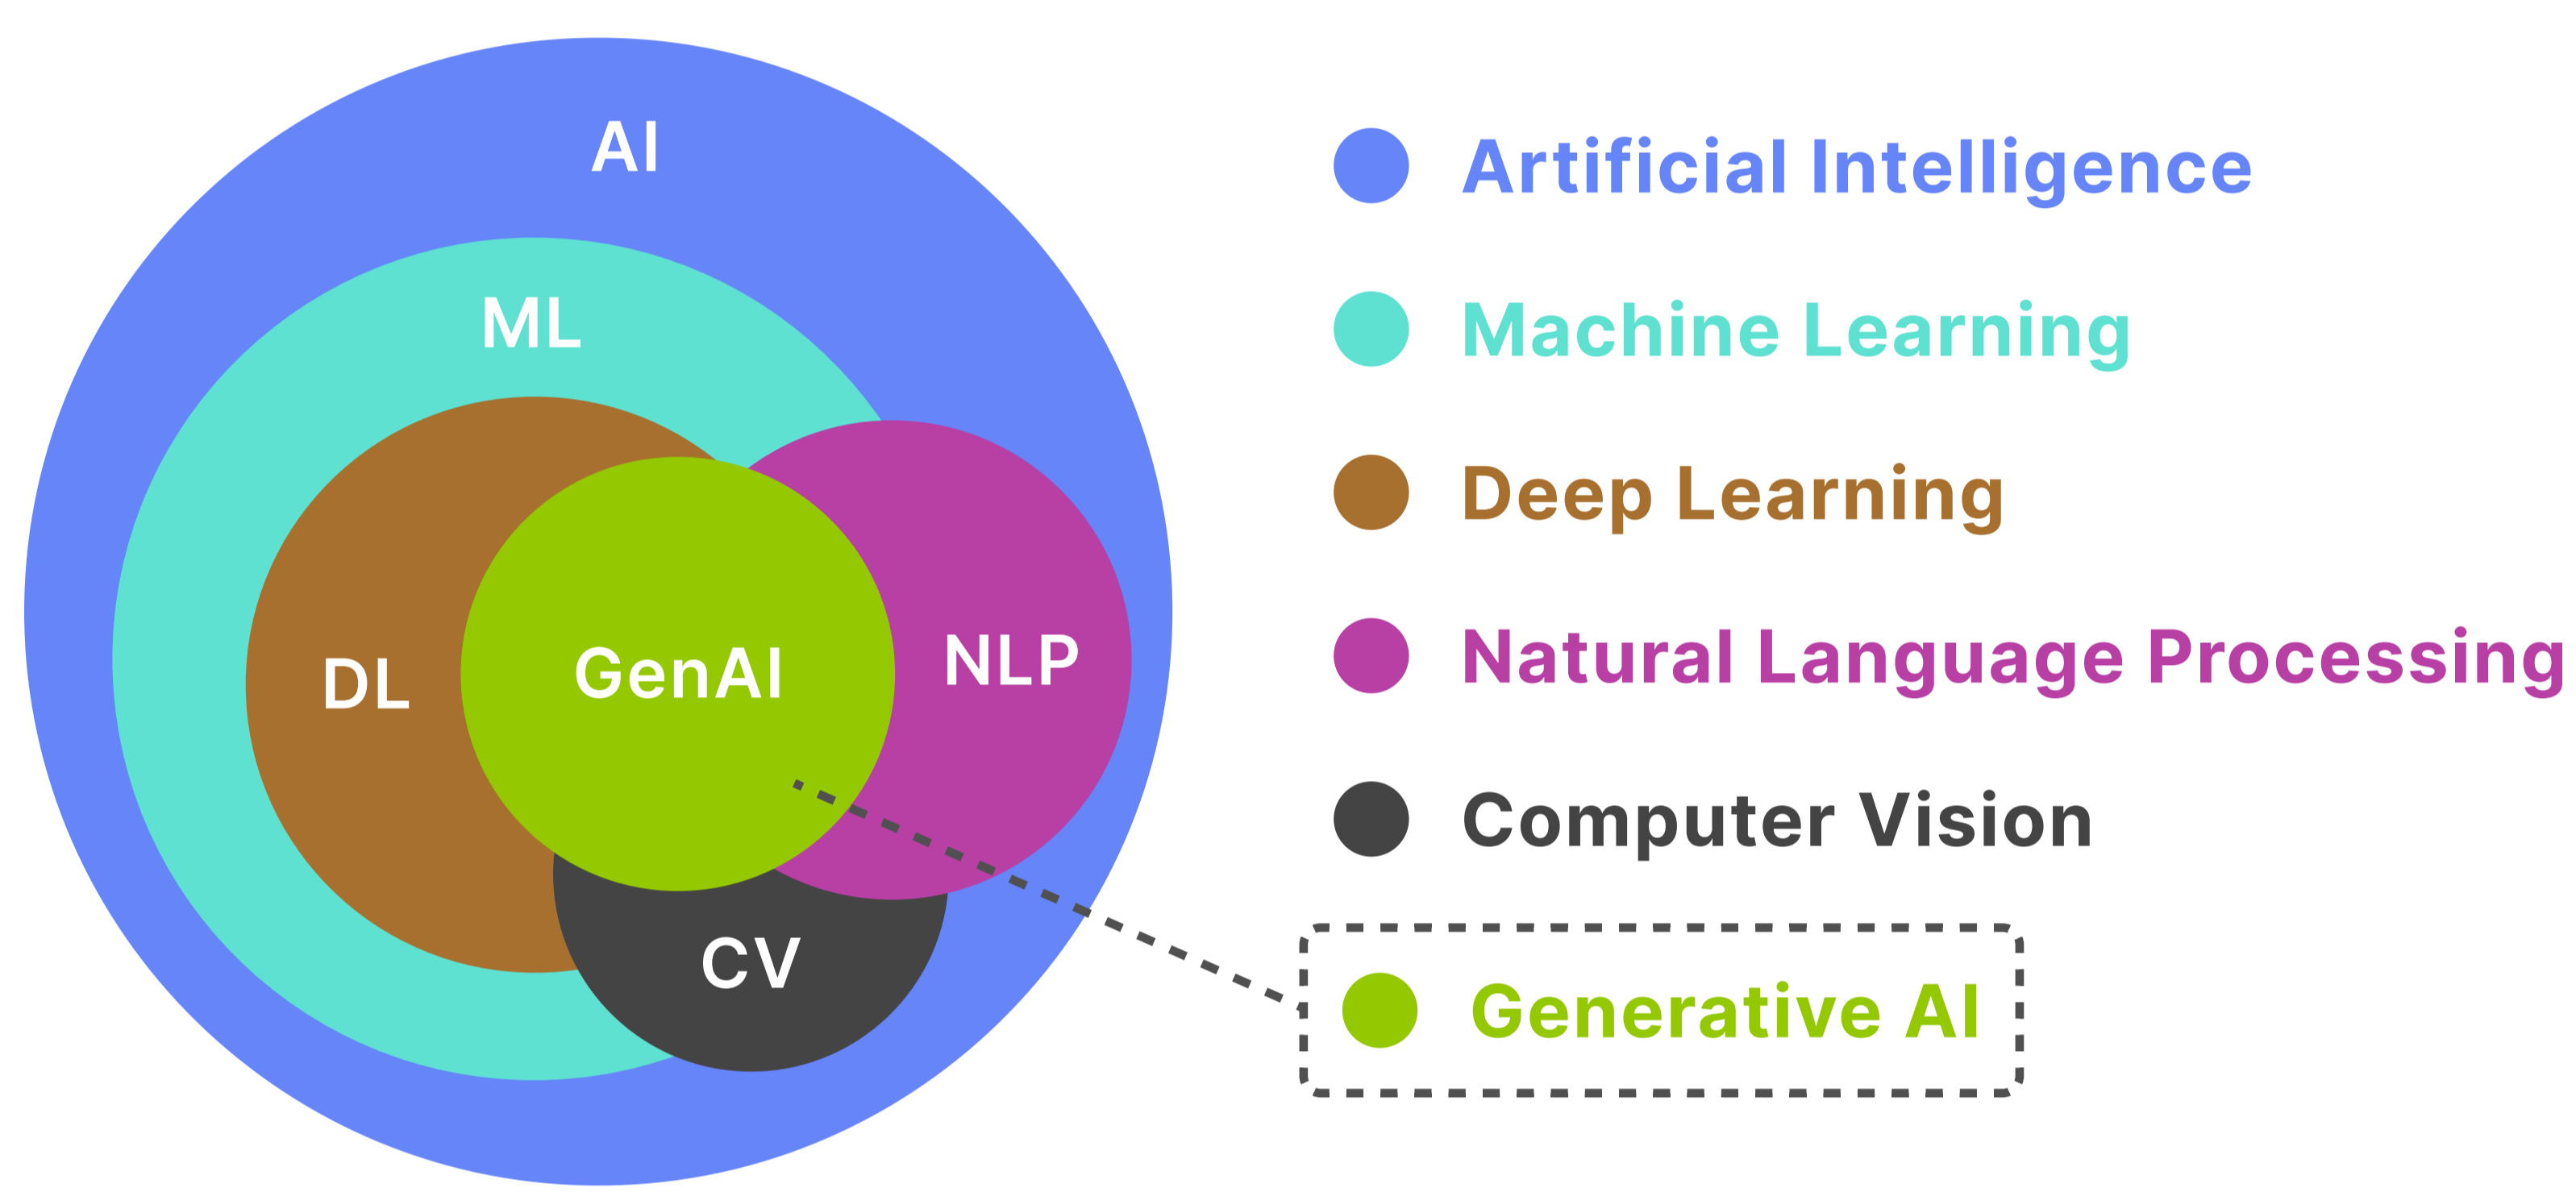 AI
ML
DL
GenAI
NLP
CV
Artificial Intelligence
Machine Learning
Deep Learning
Natural Language Processing
Computer Vision
Generative AI